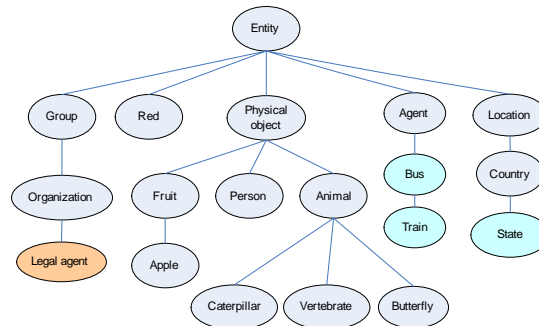 Entity
Group
Red
Physical
object
Agent
Location
Organization
Fruit
Person
Animal
Bus
Country
Legal agent
Apple
Train
State
Caterpillar
Vertebrate
Butterfly